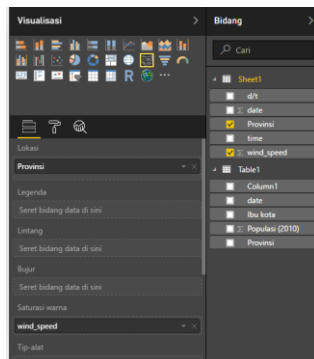 Visualisasi
Bidang
Cari
Sheet1
d/t
Σ date
Provinsi
time
Σ wind_speed
Table1
Column1
date
Ibu kota
Σ Populasi (2010)
Provinsi
R
Lokasi
Provinsi
Legenda
Seret bidang data di sini
Lintang
Seret bidang data di sini
Bujur
Seret bidang data di sini
Saturasi warna
wind_speed
Tip-alat